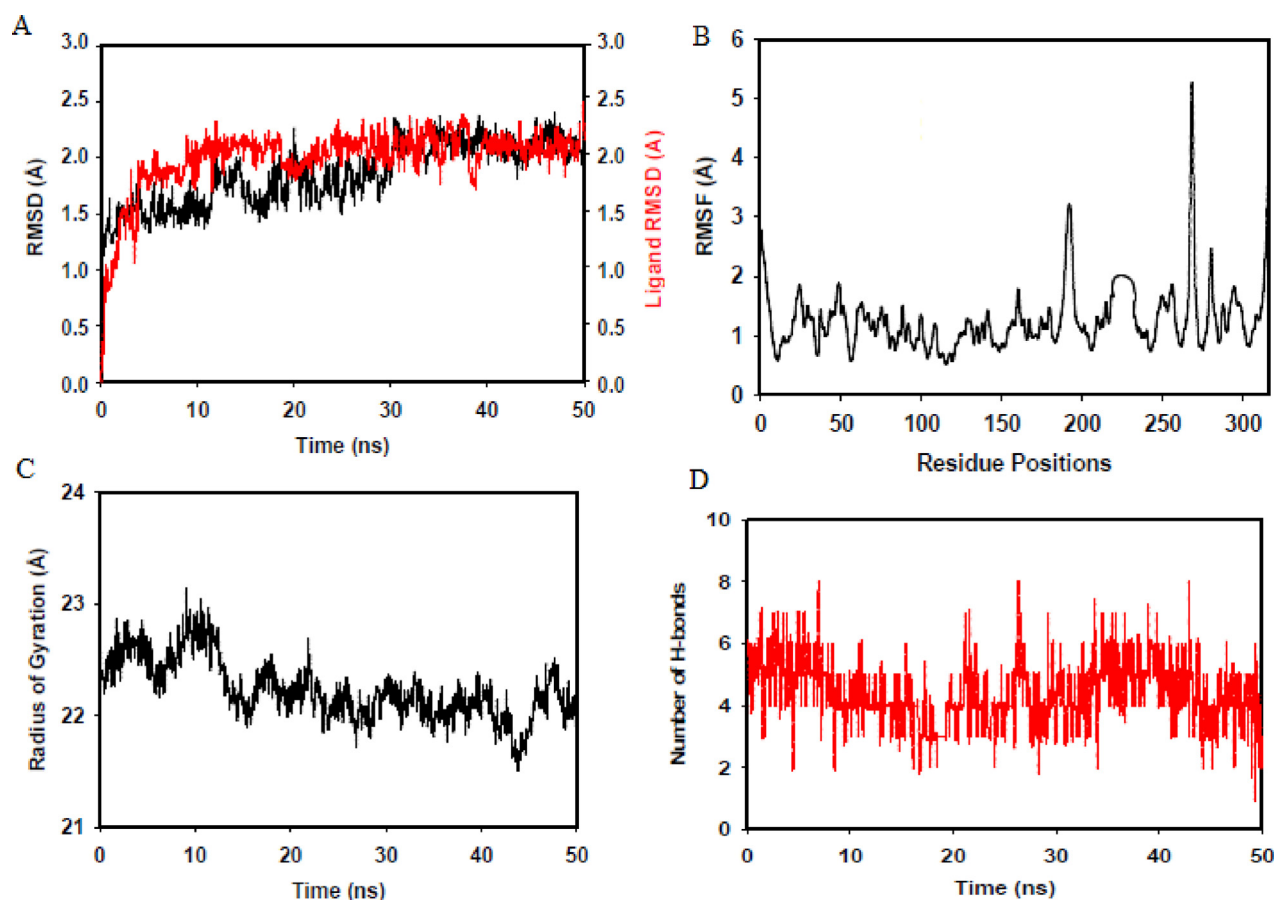 A
3.0
2.5
2.0
1.5
1.0
0.5
0.0
RMSD (Å)
3.0
2.5
2.0
1.5
1.0
0.5
0.0
Ligand RMSD (Å)
0 10 20 30 40 50
Time (ns)
B
6
5
4
3
2
1
0
RMSF (Å)
0 50 100 150 200 250 300
Residue Positions
C
24
23
22
21
Radius of Gyration (Å)
0 10 20 30 40 50
Time (ns)
D
10
8
6
4
2
0
Number of H-bonds
0 10 20 30 40 50
Time (ns)